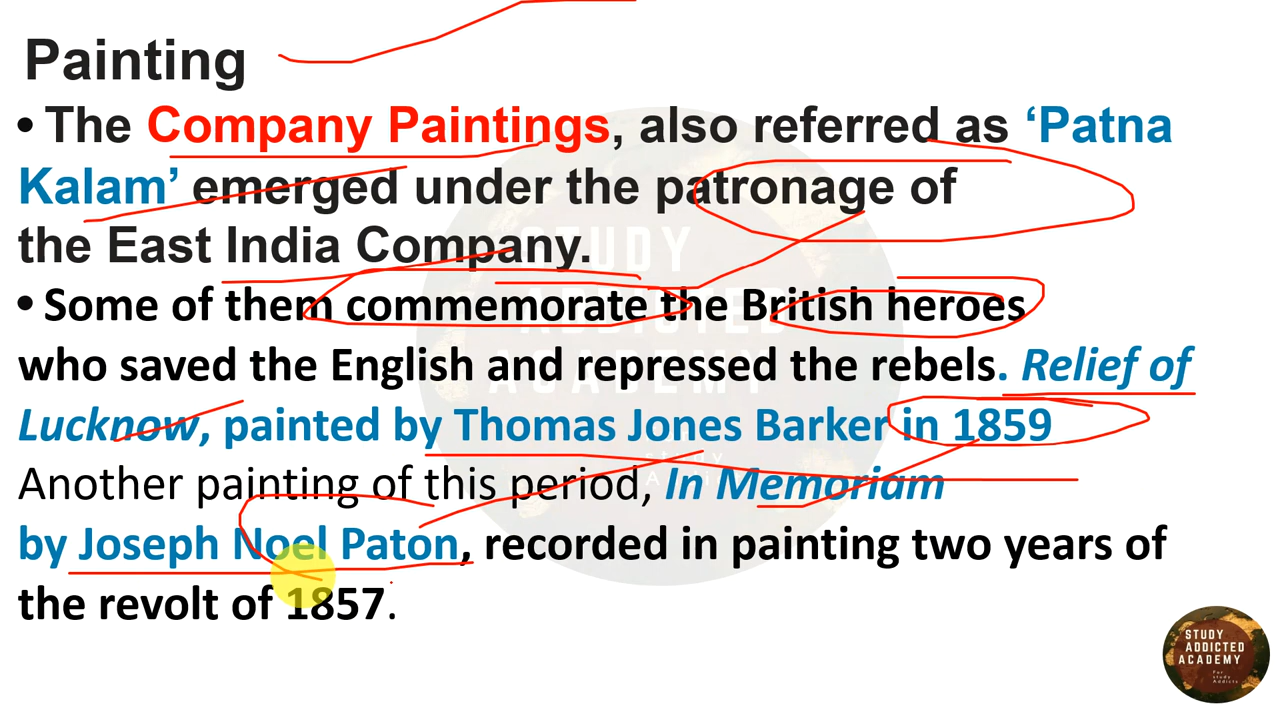 Painting
• The Company Paintings, also referred as ‘Patna
Kalam’ emerged under the patronage of
the East India Company.
• Some of them commemorate the British heroes
who saved the English and repressed the rebels. Relief of
Lucknow, painted by Thomas Jones Barker in 1859
Another painting of this period, In Memoriam
by Joseph Noel Paton, recorded in painting two years of
the revolt of 1857.
STUDY
ADDICTED
ACADEMY
For
study
Addicts